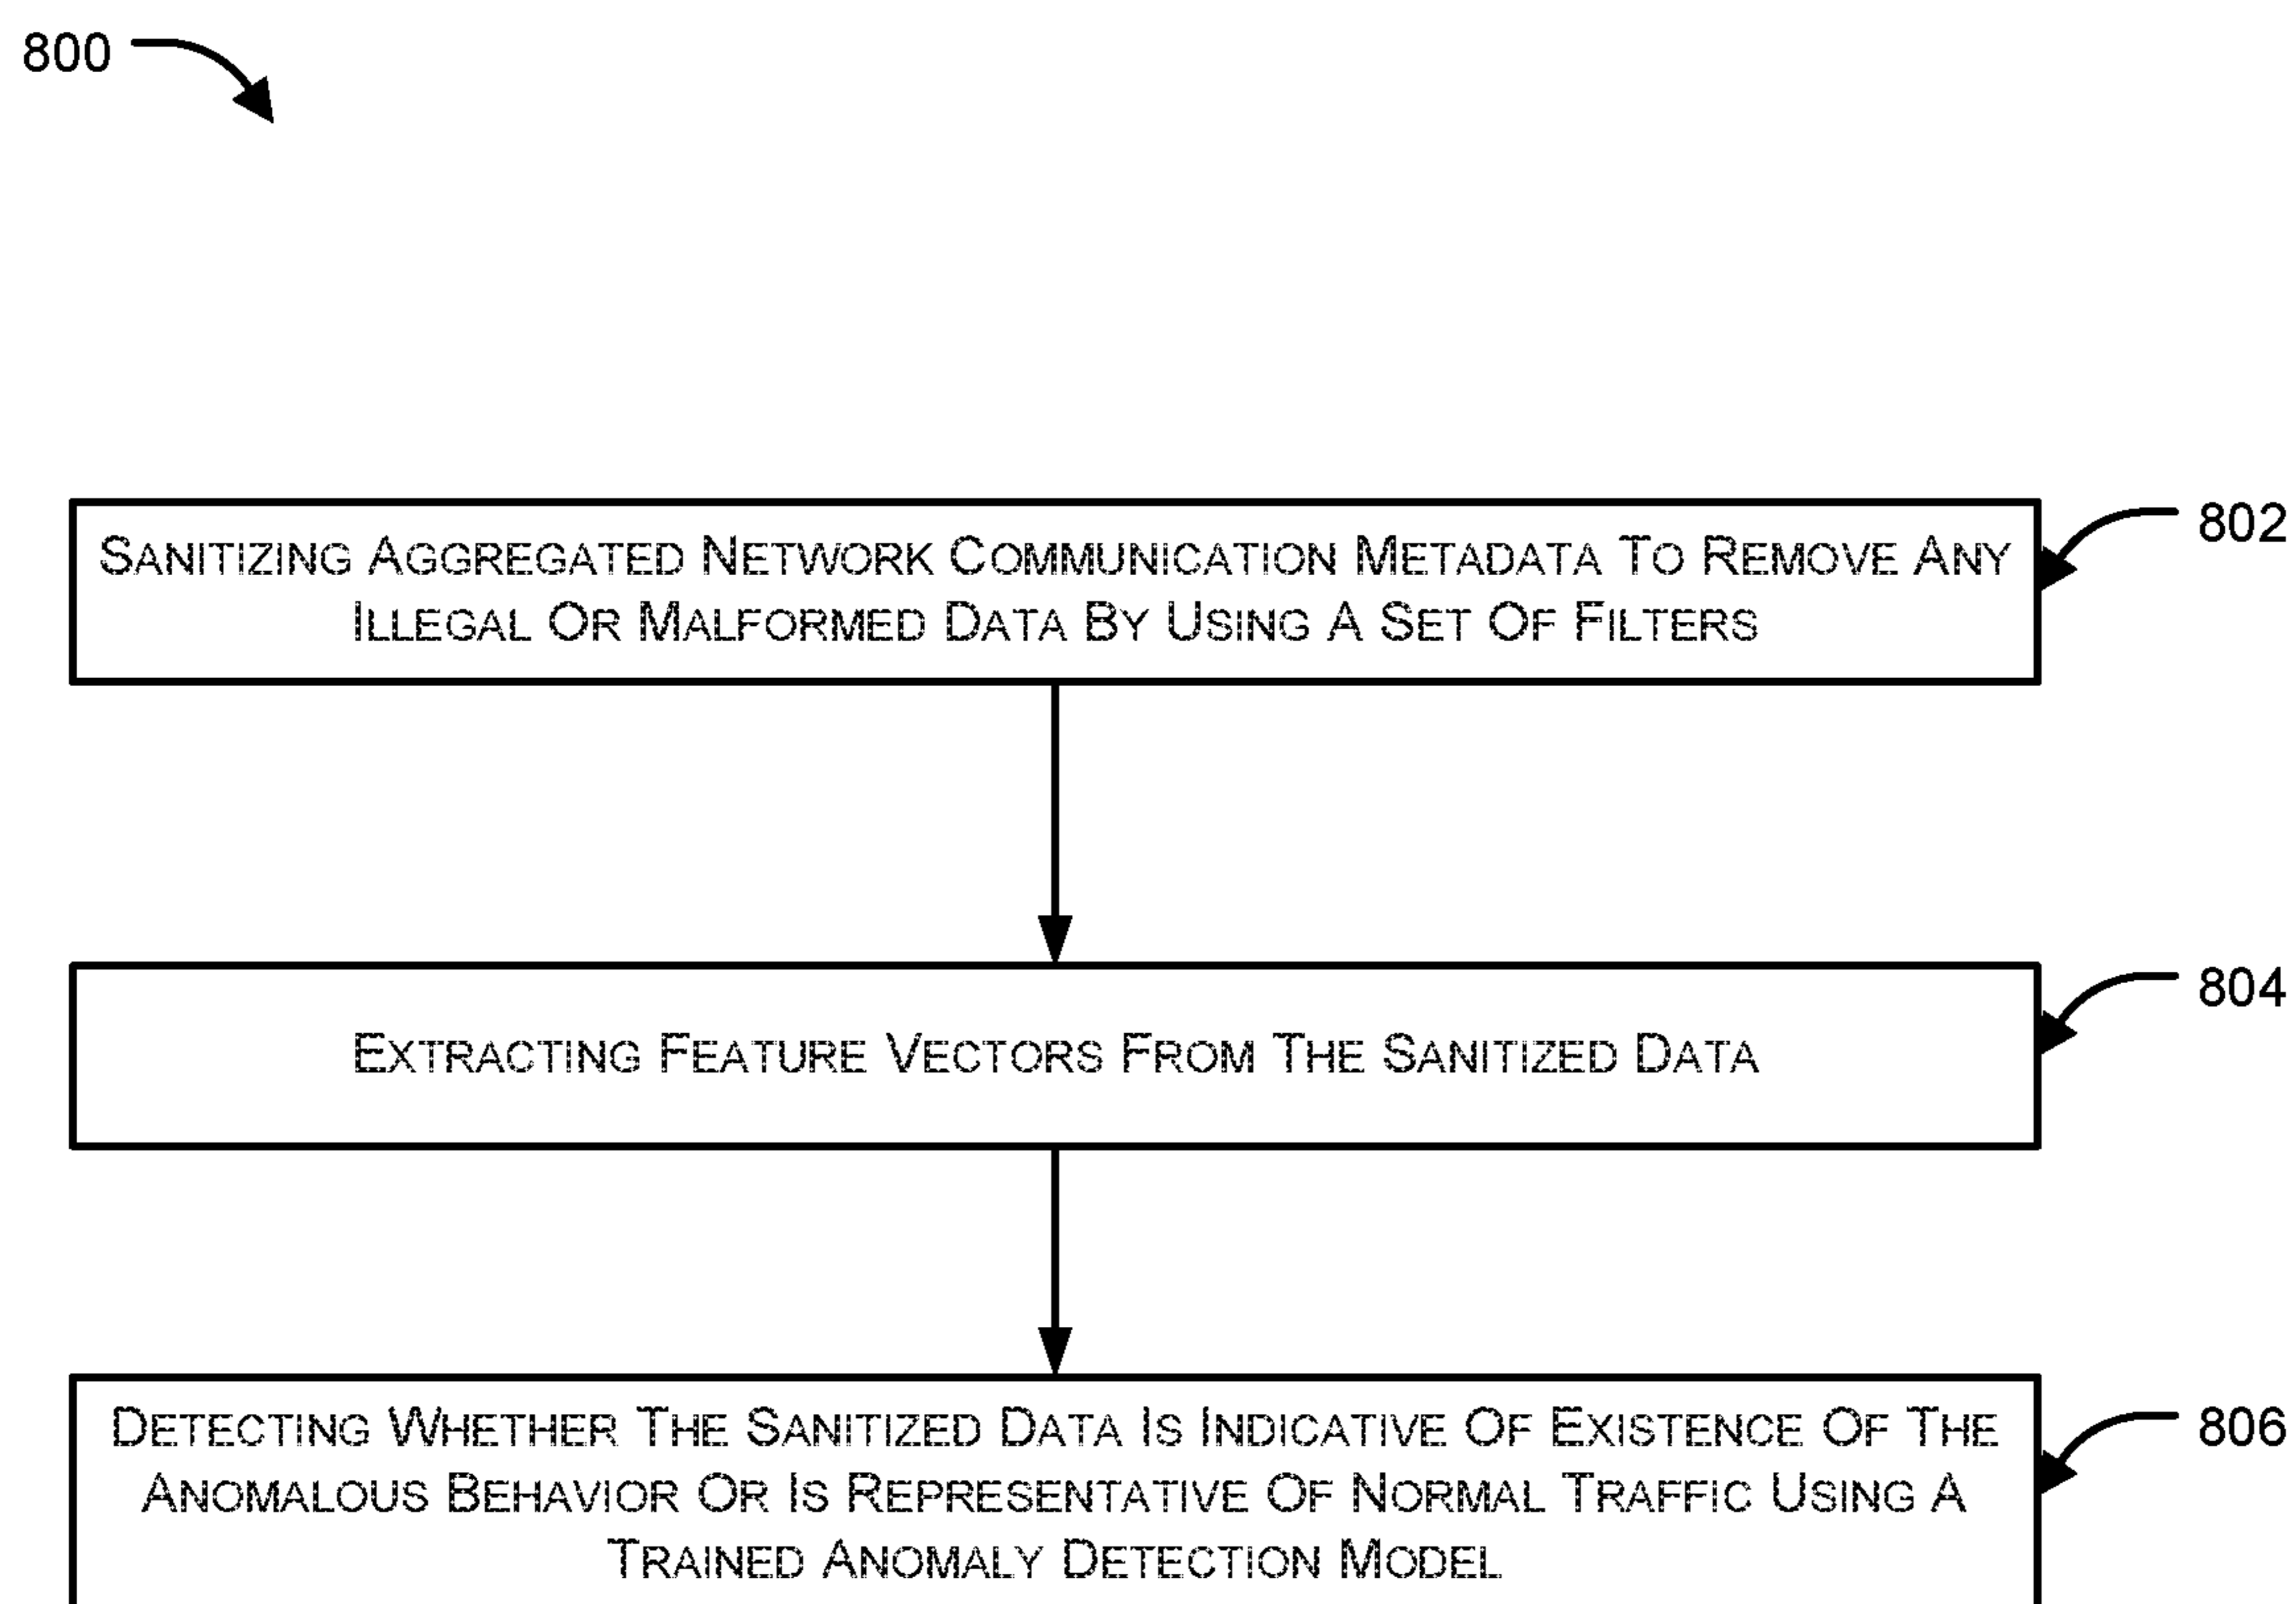 800
SANITIZING AGGREGATED NETWORK COMMUNICATION METADATA TO REMOVE ANY
ILLEGAL OR MALFORMED DATA BY USING A SET OF FILTERS
802
EXTRACTING FEATURE VECTORS FROM THE SANITIZED DATA
804
DETECTING WHETHER THE SANITIZED DATA IS INDICATIVE OF EXISTENCE OF THE
ANOMALOUS BEHAVIOR OR IS REPRESENTATIVE OF NORMAL TRAFFIC USING A
TRAINED ANOMALY DETECTION MODEL
806